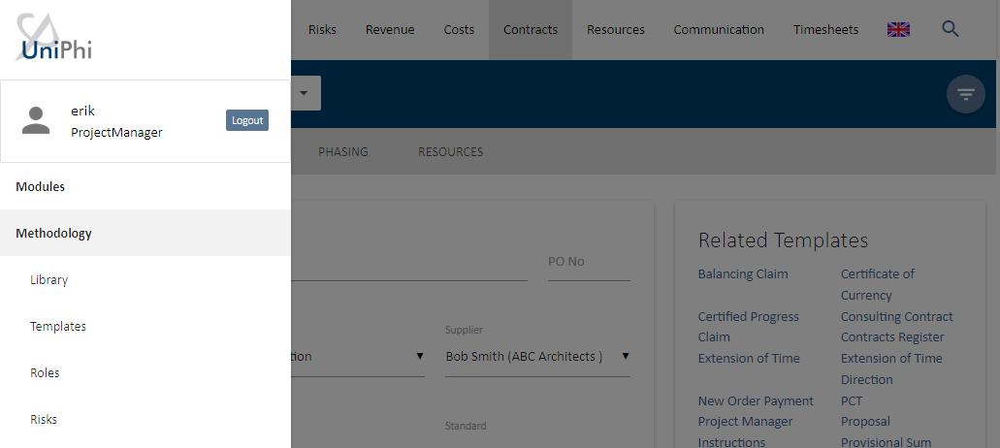 UniPhi
Risks Revenue Costs Contracts Resources Communication Timesheets
erik
ProjectManager
Logout
PHASING RESOURCES
Modules
Methodology
Library
Templates
Roles
Risks
PO No
Supplier
tion
Bob Smith (ABC Architects )
Standard
Related Templates
Balancing Claim
Certificate of
Currency
Certified Progress
Claim
Consulting Contract
Contracts Register
Extension of Time
Extension of Time
Direction
New Order Payment
PCT
Project Manager
Instructions
Proposal
Provisional Sum